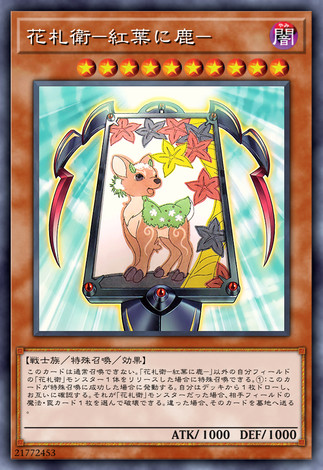 花札衛－紅葉に鹿－
やみ
闇
【戦士族／特殊召喚／効果】
このカードは通常召喚できない。「花札衛－紅葉に鹿－」以外の自分フィールド
の「花札衛」モンスター１体をリリースした場合に特殊召喚できる。①：このカー
ドが特殊召喚に成功した場合に発動する。自分はデッキから１枚ドローし、
お互いに確認する。それが「花札衛」モンスターだった場合、相手フィールドの
魔法・罠カード１枚を選んで破壊できる。違った場合、そのカードを墓地へ送る
ATK/1000 DEF/1000
21772453